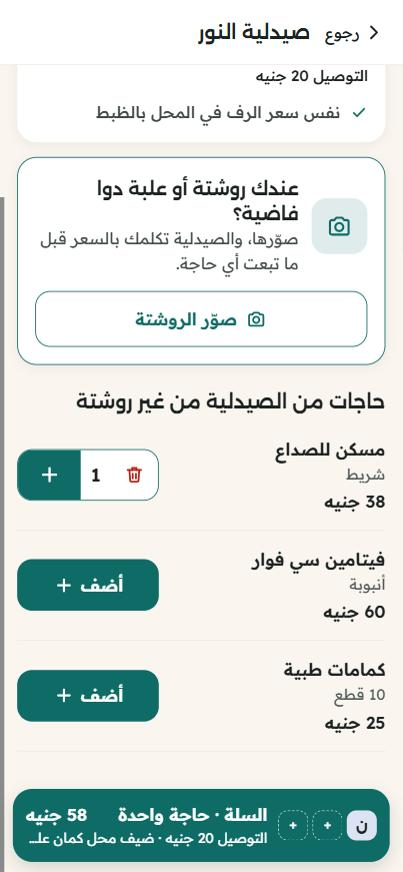 رجوع صيدلية النور
التوصيل 20 جنيه
نفس سعر الرف في المحل بالظبط
عندك روشتة أو علبة دوا
فاضية؟
صوّرها، والصيدلية تكلمك بالسعر قبل
ما تبعت أي حاجة.
صوّر الروشتة
حاجات من الصيدلية من غير روشتة
مسكن للصداع
شريط
38 جنيه
1 +
فيتامين سي فوار
أنبوبة
60 جنيه
أضف +
كمامات طبية
10 قطع
25 جنيه
أضف +
ن + +
السلة · حاجة واحدة 58 جنيه
التوصيل 20 جنيه · ضيف محل كمان علـ...